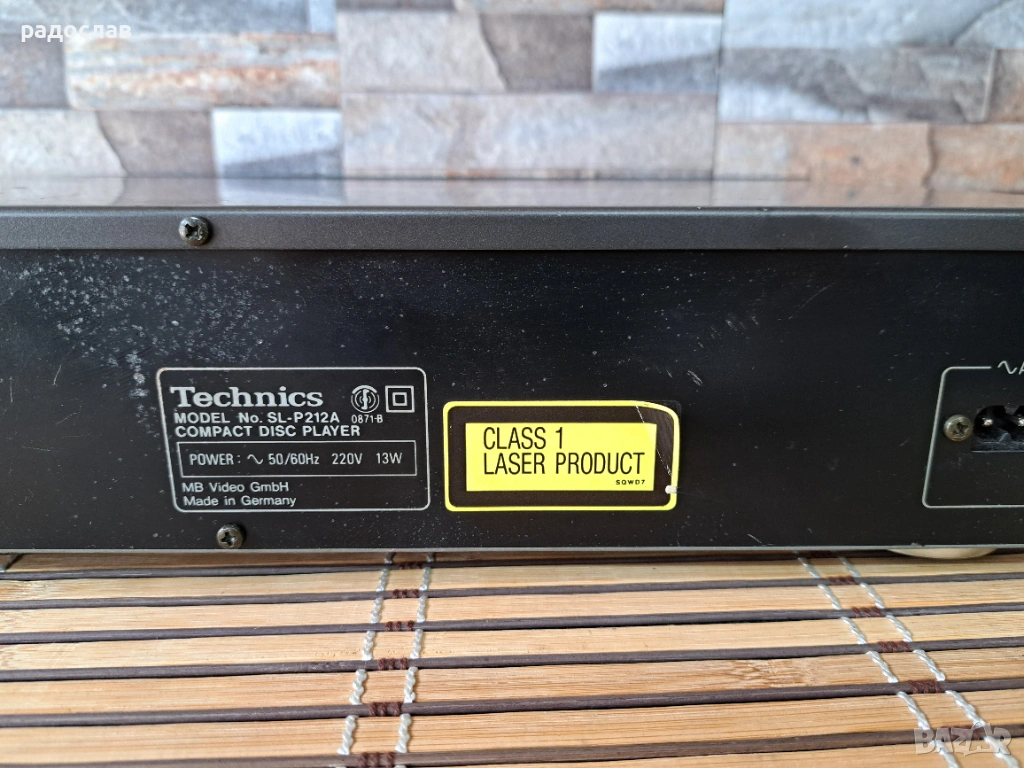 радослав
Technics
MODEL No. SL-P212A 0871-B
COMPACT DISC PLAYER
POWER: ∿ 50/60Hz 220V 13W
MB Video GmbH
Made in Germany
CLASS 1
LASER PRODUCT
SQWD7
∿A
BAZAR